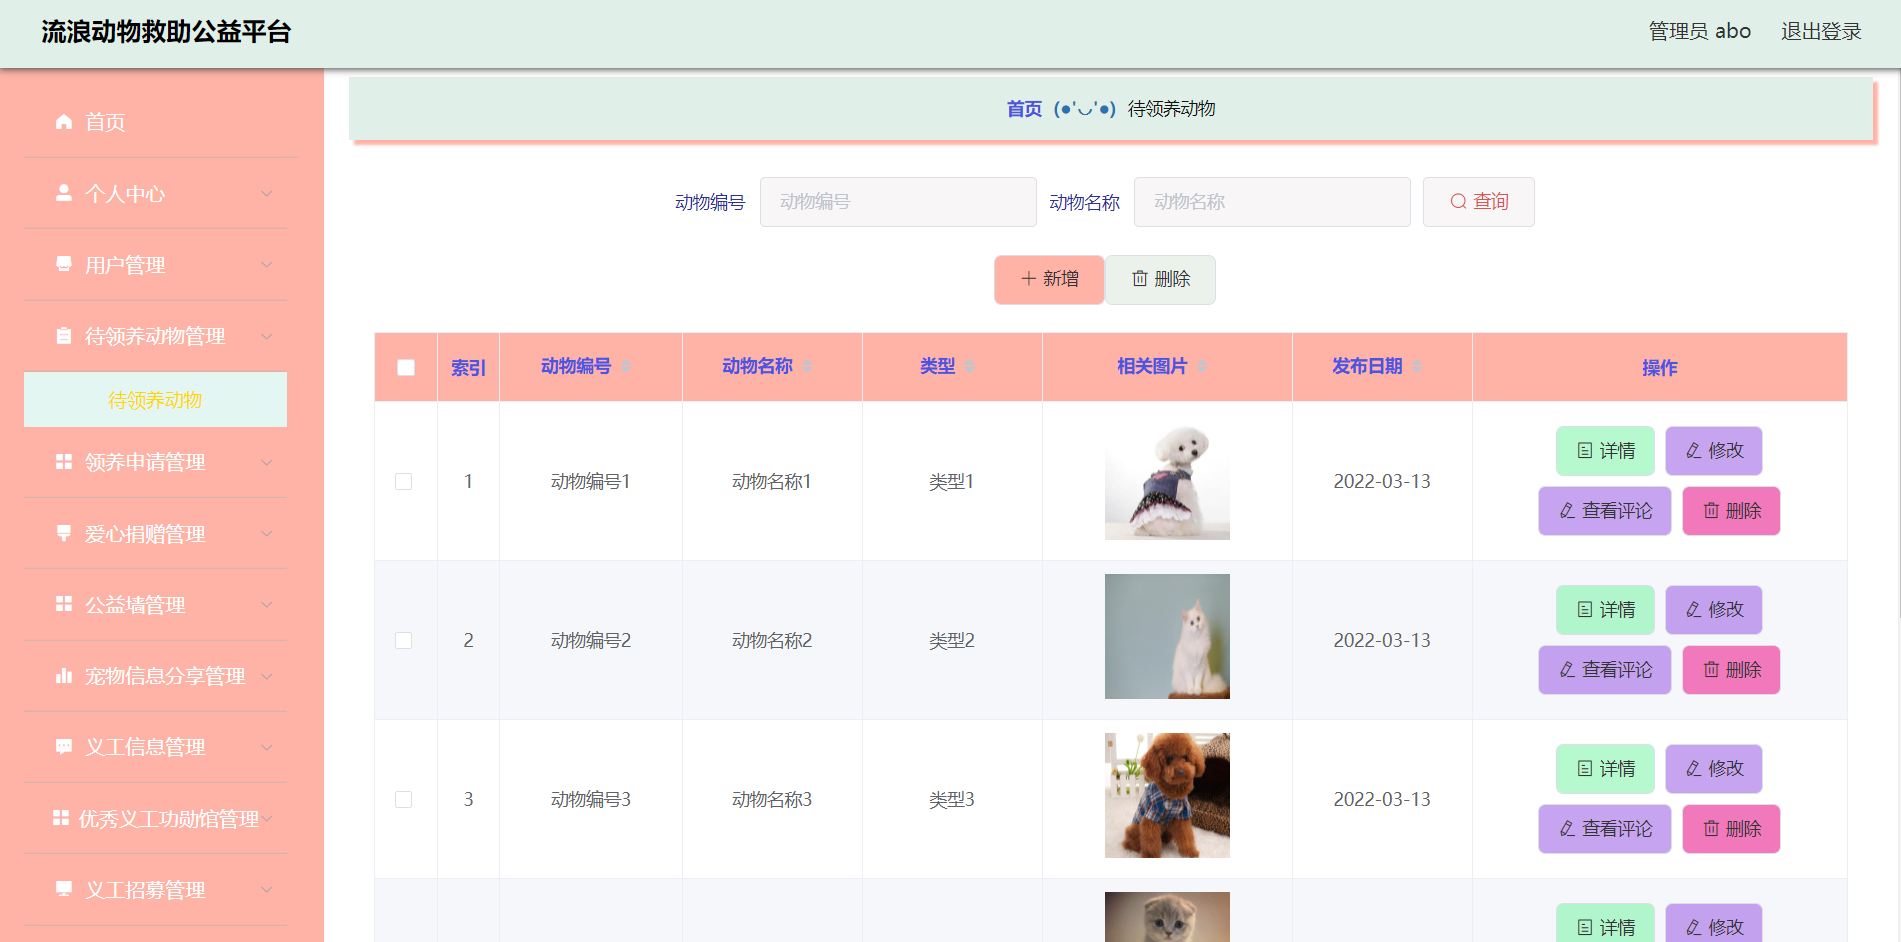 流浪动物救助公益平台
管理员 abo 退出登录
首页
个人中心
用户管理
待领养动物管理
待领养动物
领养申请管理
爱心捐赠管理
公益墙管理
宠物信息分享管理
义工信息管理
优秀义工功勋馆管理
义工招募管理
首页 (●'◡'●) 待领养动物
动物编号 动物编号 动物名称 动物名称 查询
新增 删除
索引 动物编号 动物名称 类型 相关图片 发布日期 操作
1 动物编号1 动物名称1 类型1 2022-03-13
详情 修改
查看评论 删除
2 动物编号2 动物名称2 类型2 2022-03-13
详情 修改
查看评论 删除
3 动物编号3 动物名称3 类型3 2022-03-13
详情 修改
查看评论 删除
详情 修改